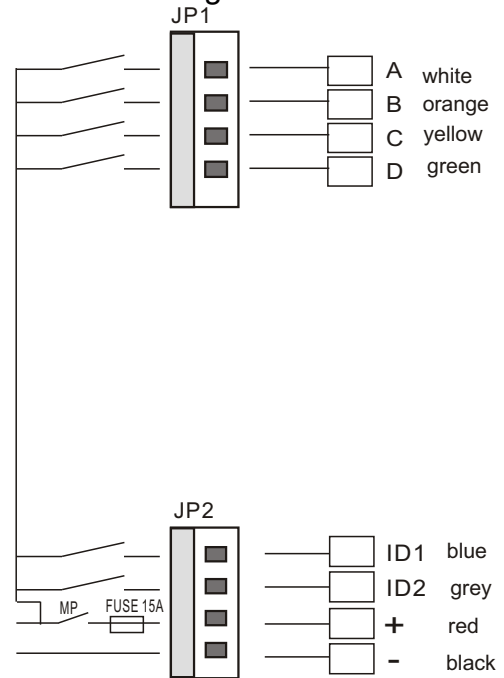 JP1
A white
B orange
C yellow
D green
JP2
ID1 blue
ID2 grey
MP FUSE 15A + red
- black